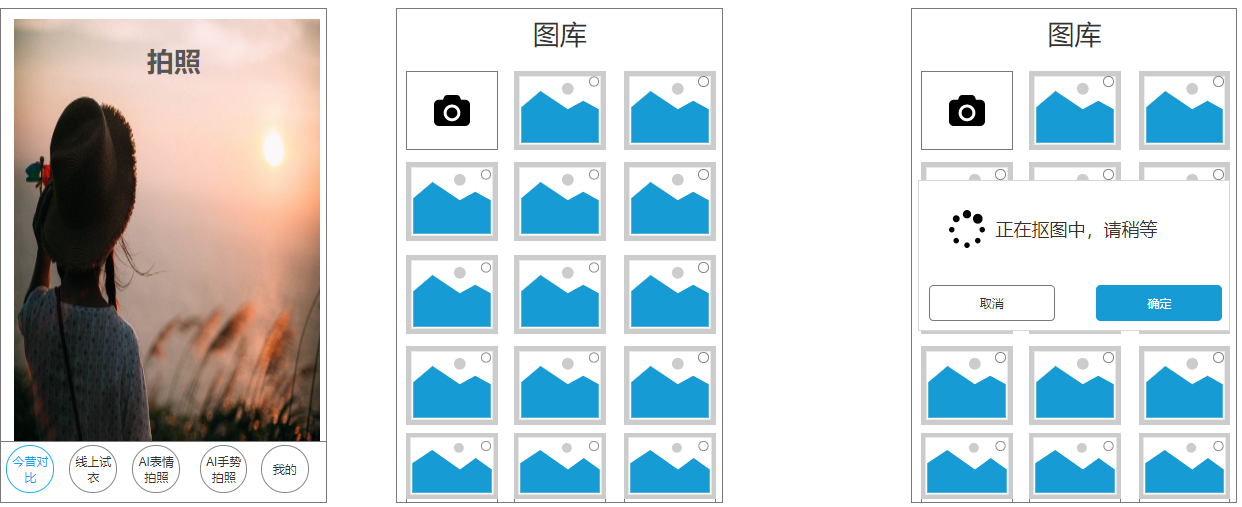 拍照
今昔对
比
线上试
衣
AI表情
拍照
AI手势
拍照
我的
图库
图库
正在抠图中，请稍等
取消
确定